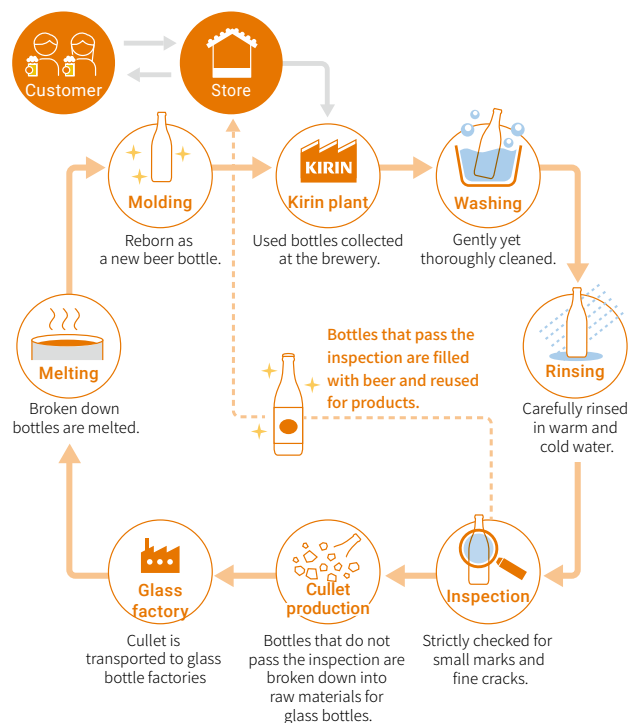 Customer
Store
Molding
Reborn as
a new beer bottle.
KIRIN
Kirin plant
Used bottles collected
at the brewery.
Washing
Gently yet
thoroughly cleaned.
Melting
Broken down
bottles are melted.
Bottles that pass the
inspection are filled
with beer and reused
for products.
Rinsing
Carefully rinsed
in warm and
cold water.
Glass
factory
Cullet is
transported to glass
bottle factories
Cullet
production
Bottles that do not
pass the inspection are
broken down into
raw materials for
glass bottles.
Inspection
Strictly checked for
small marks and
fine cracks.